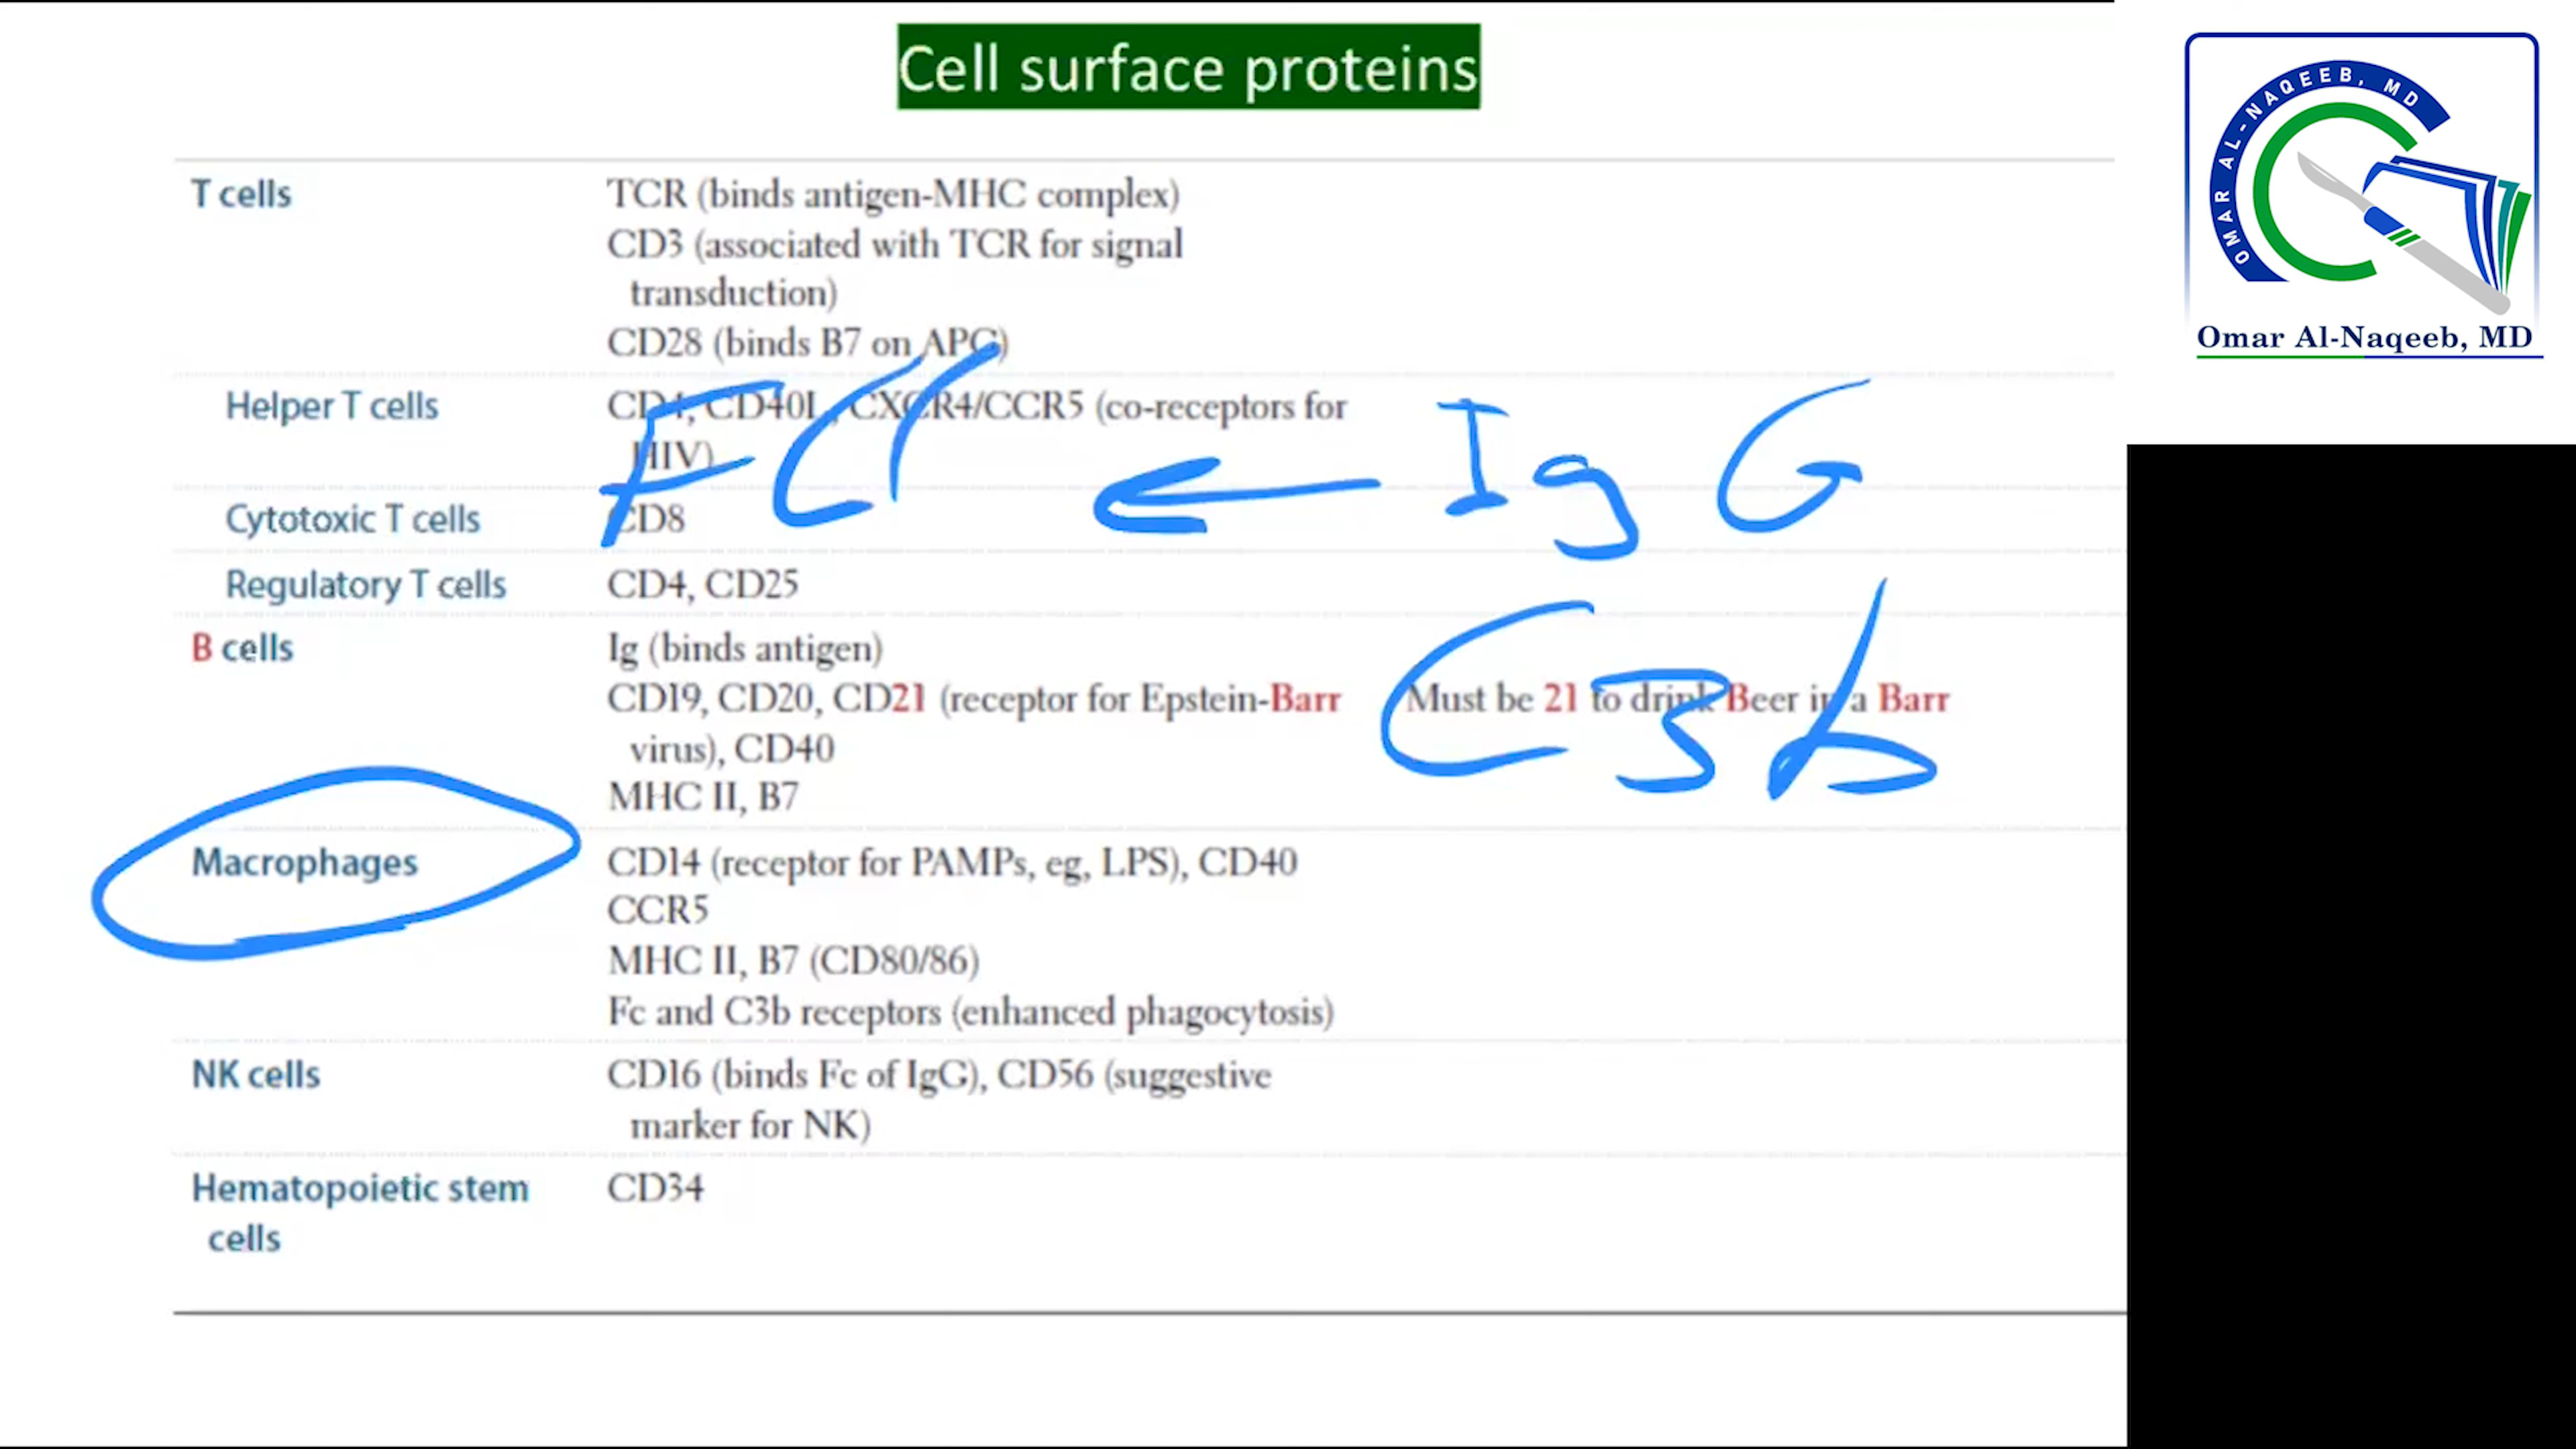 Cell surface proteins
OMAR AL-NAQEEB, MD
Omar Al-Naqeeb, MD
T cells
TCR (binds antigen-MHC complex)
CD3 (associated with TCR for signal
transduction)
CD28 (binds B7 on APC)
Helper T cells
CD4, CD40L, CXCR4/CCR5 (co-receptors for
HIV)
Cytotoxic T cells
CD8
Regulatory T cells
CD4, CD25
B cells
Ig (binds antigen)
CD19, CD20, CD21 (receptor for Epstein-Barr
virus), CD40
MHC II, B7
Must be 21 to drink Beer in a Barr
Macrophages
CD14 (receptor for PAMPs, eg, LPS), CD40
CCR5
MHC II, B7 (CD80/86)
Fc and C3b receptors (enhanced phagocytosis)
NK cells
CD16 (binds Fc of IgG), CD56 (suggestive
marker for NK)
Hematopoietic stem
cells
CD34
IgG
C3b